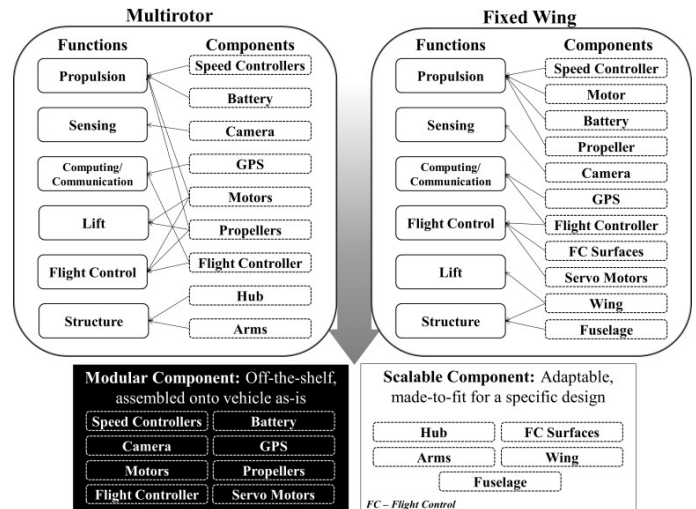 Multirotor
Functions
Components
Propulsion
Sensing
Computing/
Communication
Lift
Flight Control
Structure
Speed Controllers
Battery
Camera
GPS
Motors
Propellers
Flight Controller
Hub
Arms
Fixed Wing
Functions
Components
Propulsion
Sensing
Computing/
Communication
Flight Control
Lift
Structure
Speed Controller
Motor
Battery
Propeller
Camera
GPS
Flight Controller
FC Surfaces
Servo Motors
Wing
Fuselage
Modular Component: Off-the-shelf,
assembled onto vehicle as-is
Speed Controllers
Battery
Camera
GPS
Motors
Propellers
Flight Controller
Servo Motors
Scalable Component: Adaptable,
made-to-fit for a specific design
Hub
FC Surfaces
Arms
Wing
Fuselage
FC – Flight Control